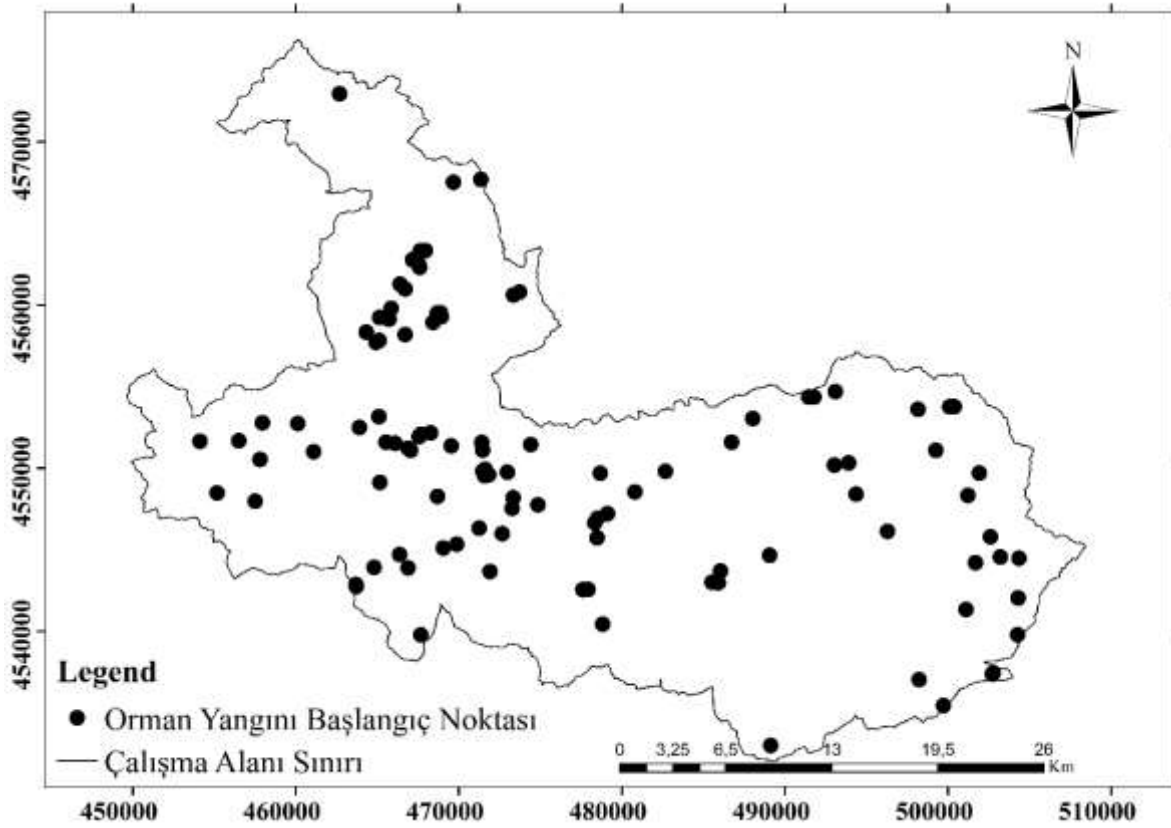 N
4570000
4560000
4550000
4540000
Legend
Orman Yangını Başlangıç Noktası
Çalışma Alanı Sınırı
0 3,25 6,5 13 19,5 26
Km
450000 460000 470000 480000 490000 500000 510000